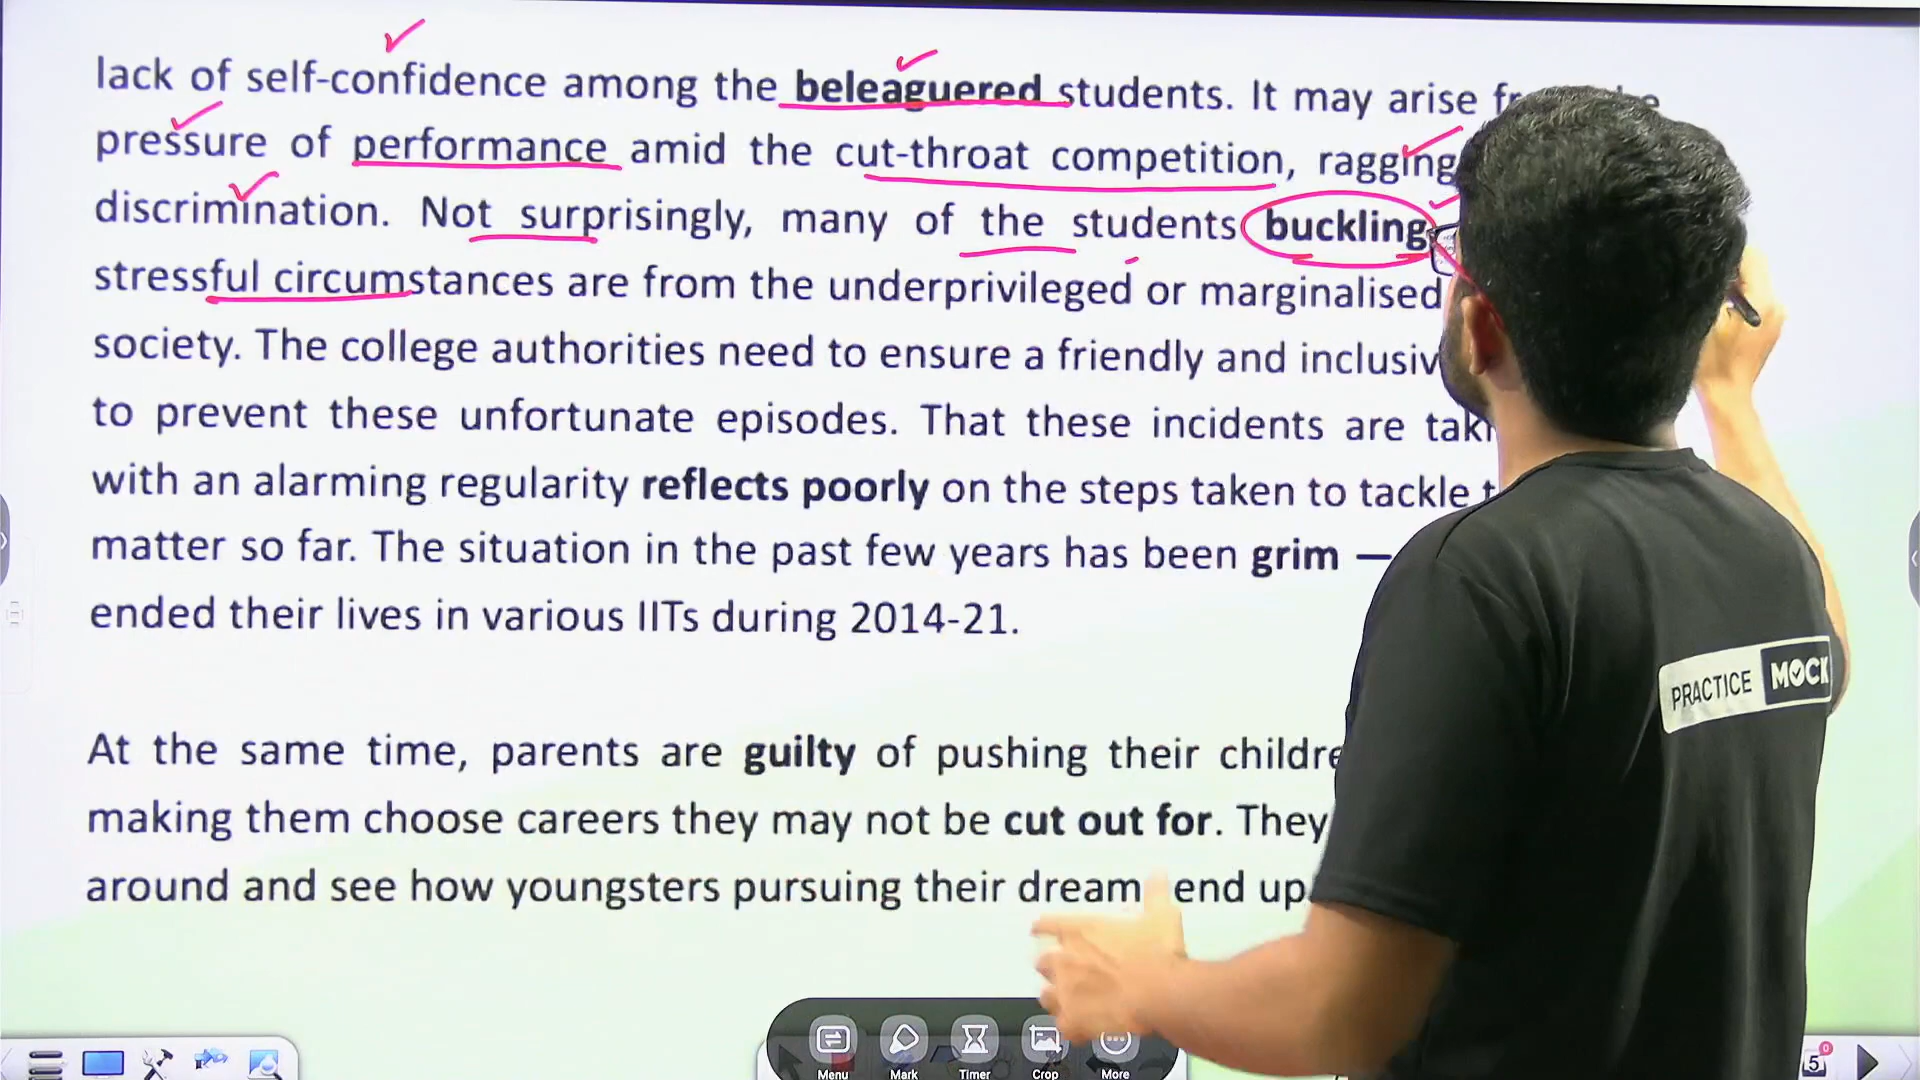 lack of self-confidence among the beleaguered students. It may arise
pressure of performance amid the cut-throat competition, ragging
discrimination. Not surprisingly, many of the students buckling
stressful circumstances are from the underprivileged or marginalised
society. The college authorities need to ensure a friendly and
to prevent these unfortunate episodes. That these incidents are
with an alarming regularity reflects poorly on the steps taken to tackle
matter so far. The situation in the past few years has been grim —
ended their lives in various IITs during 2014-21.
At the same time, parents are guilty of pushing their
making them choose careers they may not be cut out for. They
around and see how youngsters pursuing their dream end up
PRACTICE MOCK
Menu Mark Timer Crop More
5 0